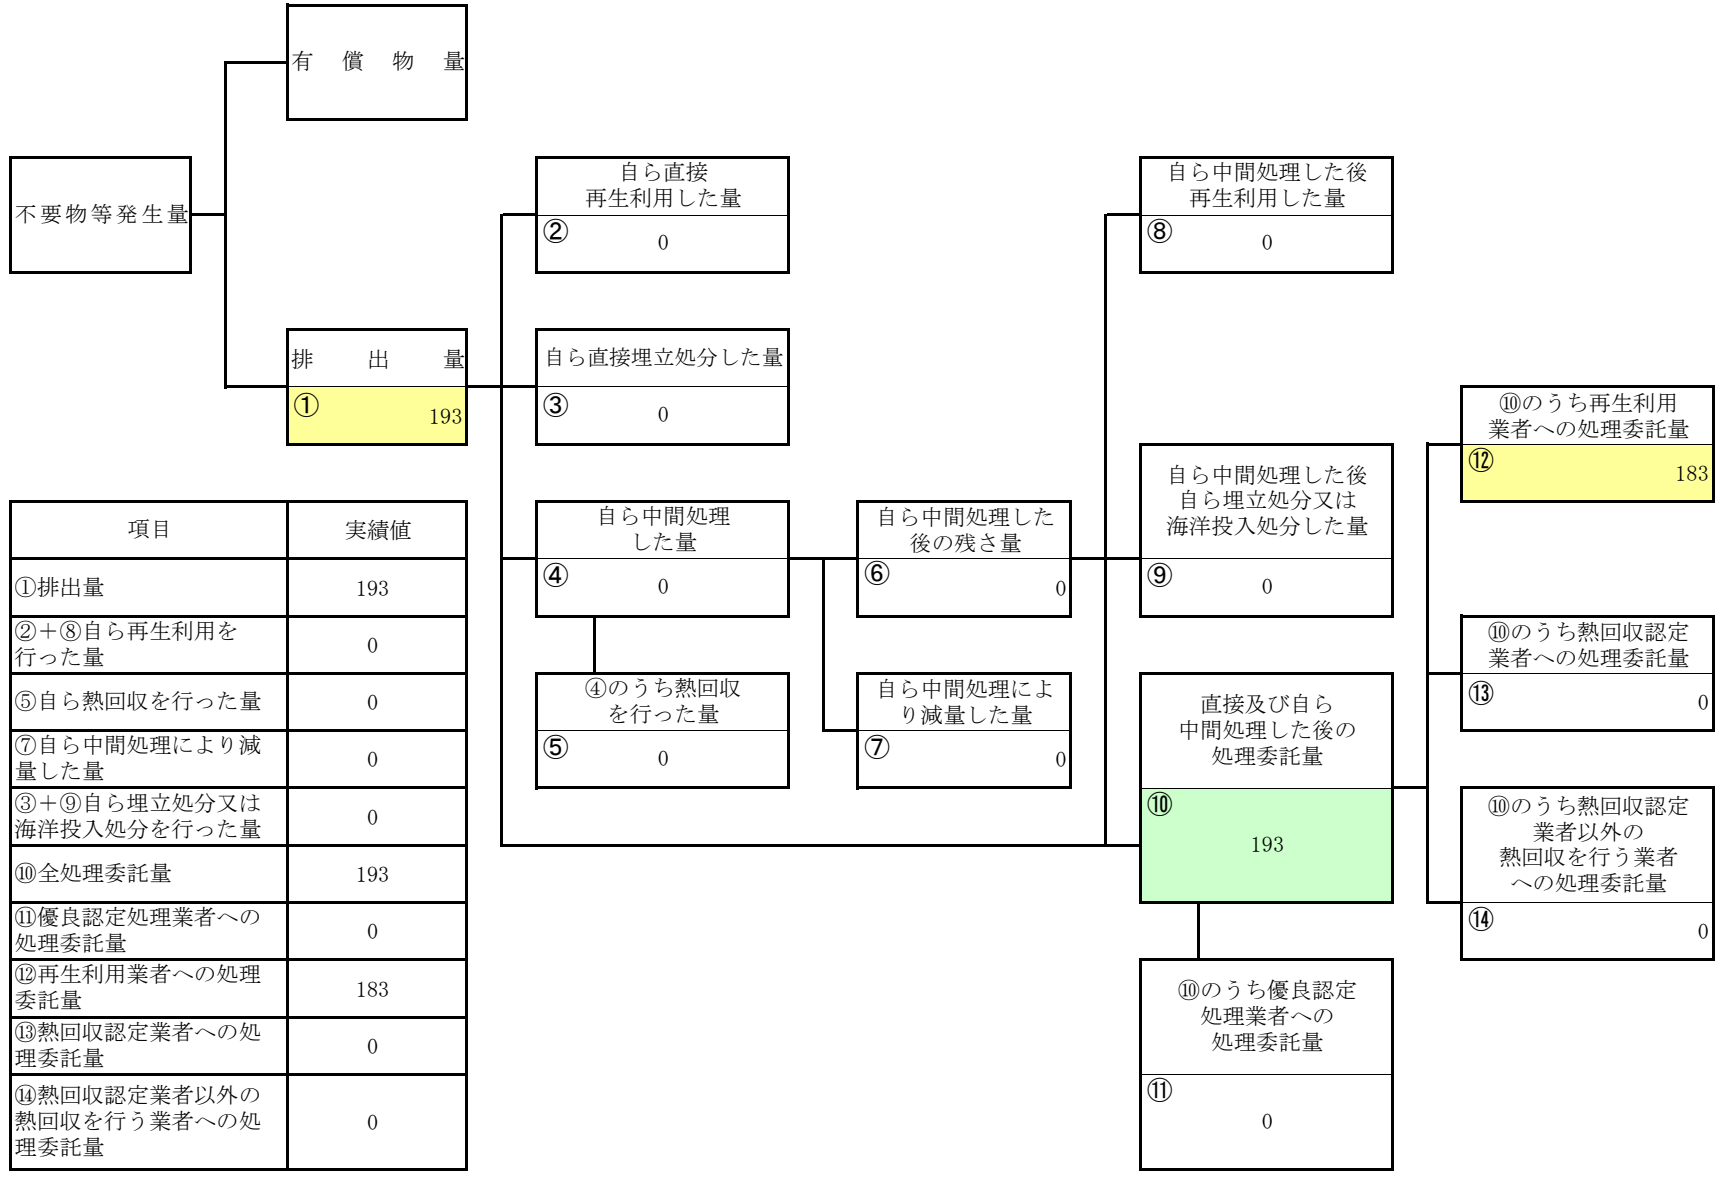 有償物量
不要物等発生量
排出量
①
193
自ら直接
再生利用した量
②
0
自ら直接埋立処分した量
③
0
自ら中間処理
した量
④
0
④のうち熱回収
を行った量
⑤
0
自ら中間処理した
後の残さ量
⑥
0
自ら中間処理によ
り減量した量
⑦
0
自ら中間処理した後
再生利用した量
⑧
0
自ら中間処理した後
自ら埋立処分又は
海洋投入処分した量
⑨
0
直接及び自ら
中間処理した後の
処理委託量
⑩
193
⑩のうち優良認定
処理業者への
処理委託量
⑪
0
⑩のうち再生利用
業者への処理委託量
⑫
183
⑩のうち熱回収認定
業者への処理委託量
⑬
0
⑩のうち熱回収認定
業者以外の
熱回収を行う業者
への処理委託量
⑭
0
項目 実績値
①排出量 193
②＋⑧自ら再生利用を
行った量 0
⑤自ら熱回収を行った量 0
⑦自ら中間処理により減
量した量 0
③＋⑨自ら埋立処分又は
海洋投入処分を行った量 0
⑩全処理委託量 193
⑪優良認定処理業者への
処理委託量 0
⑫再生利用業者への処理
委託量 183
⑬熱回収認定業者への処
理委託量 0
⑭熱回収認定業者以外の
熱回収を行う業者への処 0
理委託量